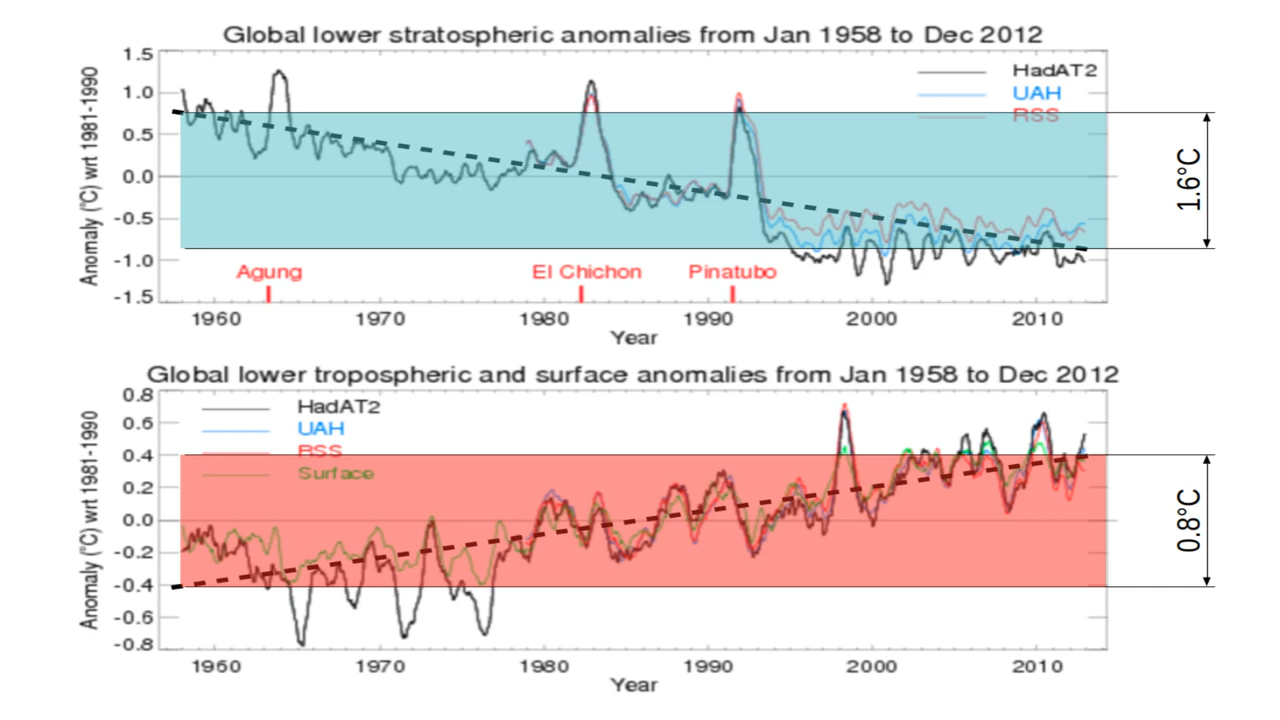 Global lower stratospheric anomalies from Jan 1958 to Dec 2012
Anomaly (°C) wrt 1981-1990
1.5
1.0
0.5
0.0
-0.5
-1.0
-1.5
HadAT2
UAH
RSS
1.6°C
Agung
El Chichon
Pinatubo
1960
1970
1980
1990
2000
2010
Year
Global lower tropospheric and surface anomalies from Jan 1958 to Dec 2012
Anomaly (°C) wrt 1981-1990
0.8
0.6
0.4
0.2
0.0
-0.2
-0.4
-0.6
-0.8
HadAT2
UAH
RSS
Surface
0.8°C
1960
1970
1980
1990
2000
2010
Year